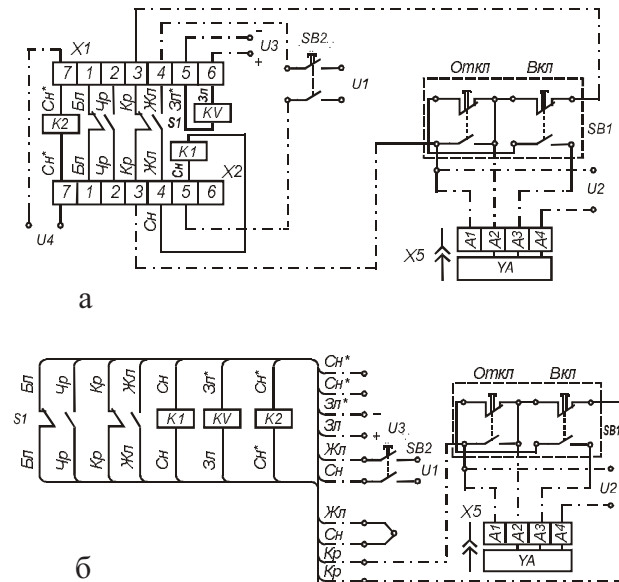 X1
U3
SB2
U1
Откл Вкл
SB1
7 1 2 3 4 5 6
Сн* Бл Чр Кр Жл Зл* Зл
K2 S1 KV
K1
Сн* Бл Чр Кр Жл Сн
X2
7 1 2 3 4 5 6
Сн
U4
U2
A1 A2 A3 A4
X5
YA
а
Бл Чр Кр Жл Сн Зл* Сн*
S1 K1 KV K2
Бл Чр Кр Жл Сн Зл Сн*
Сн*
Сн*
Зл* -
Зл + U3
Жл SB2
Сн U1
Жл
Сн
Кр
Кр
Откл Вкл
SB1
U2
X5
A1 A2 A3 A4
YA
б